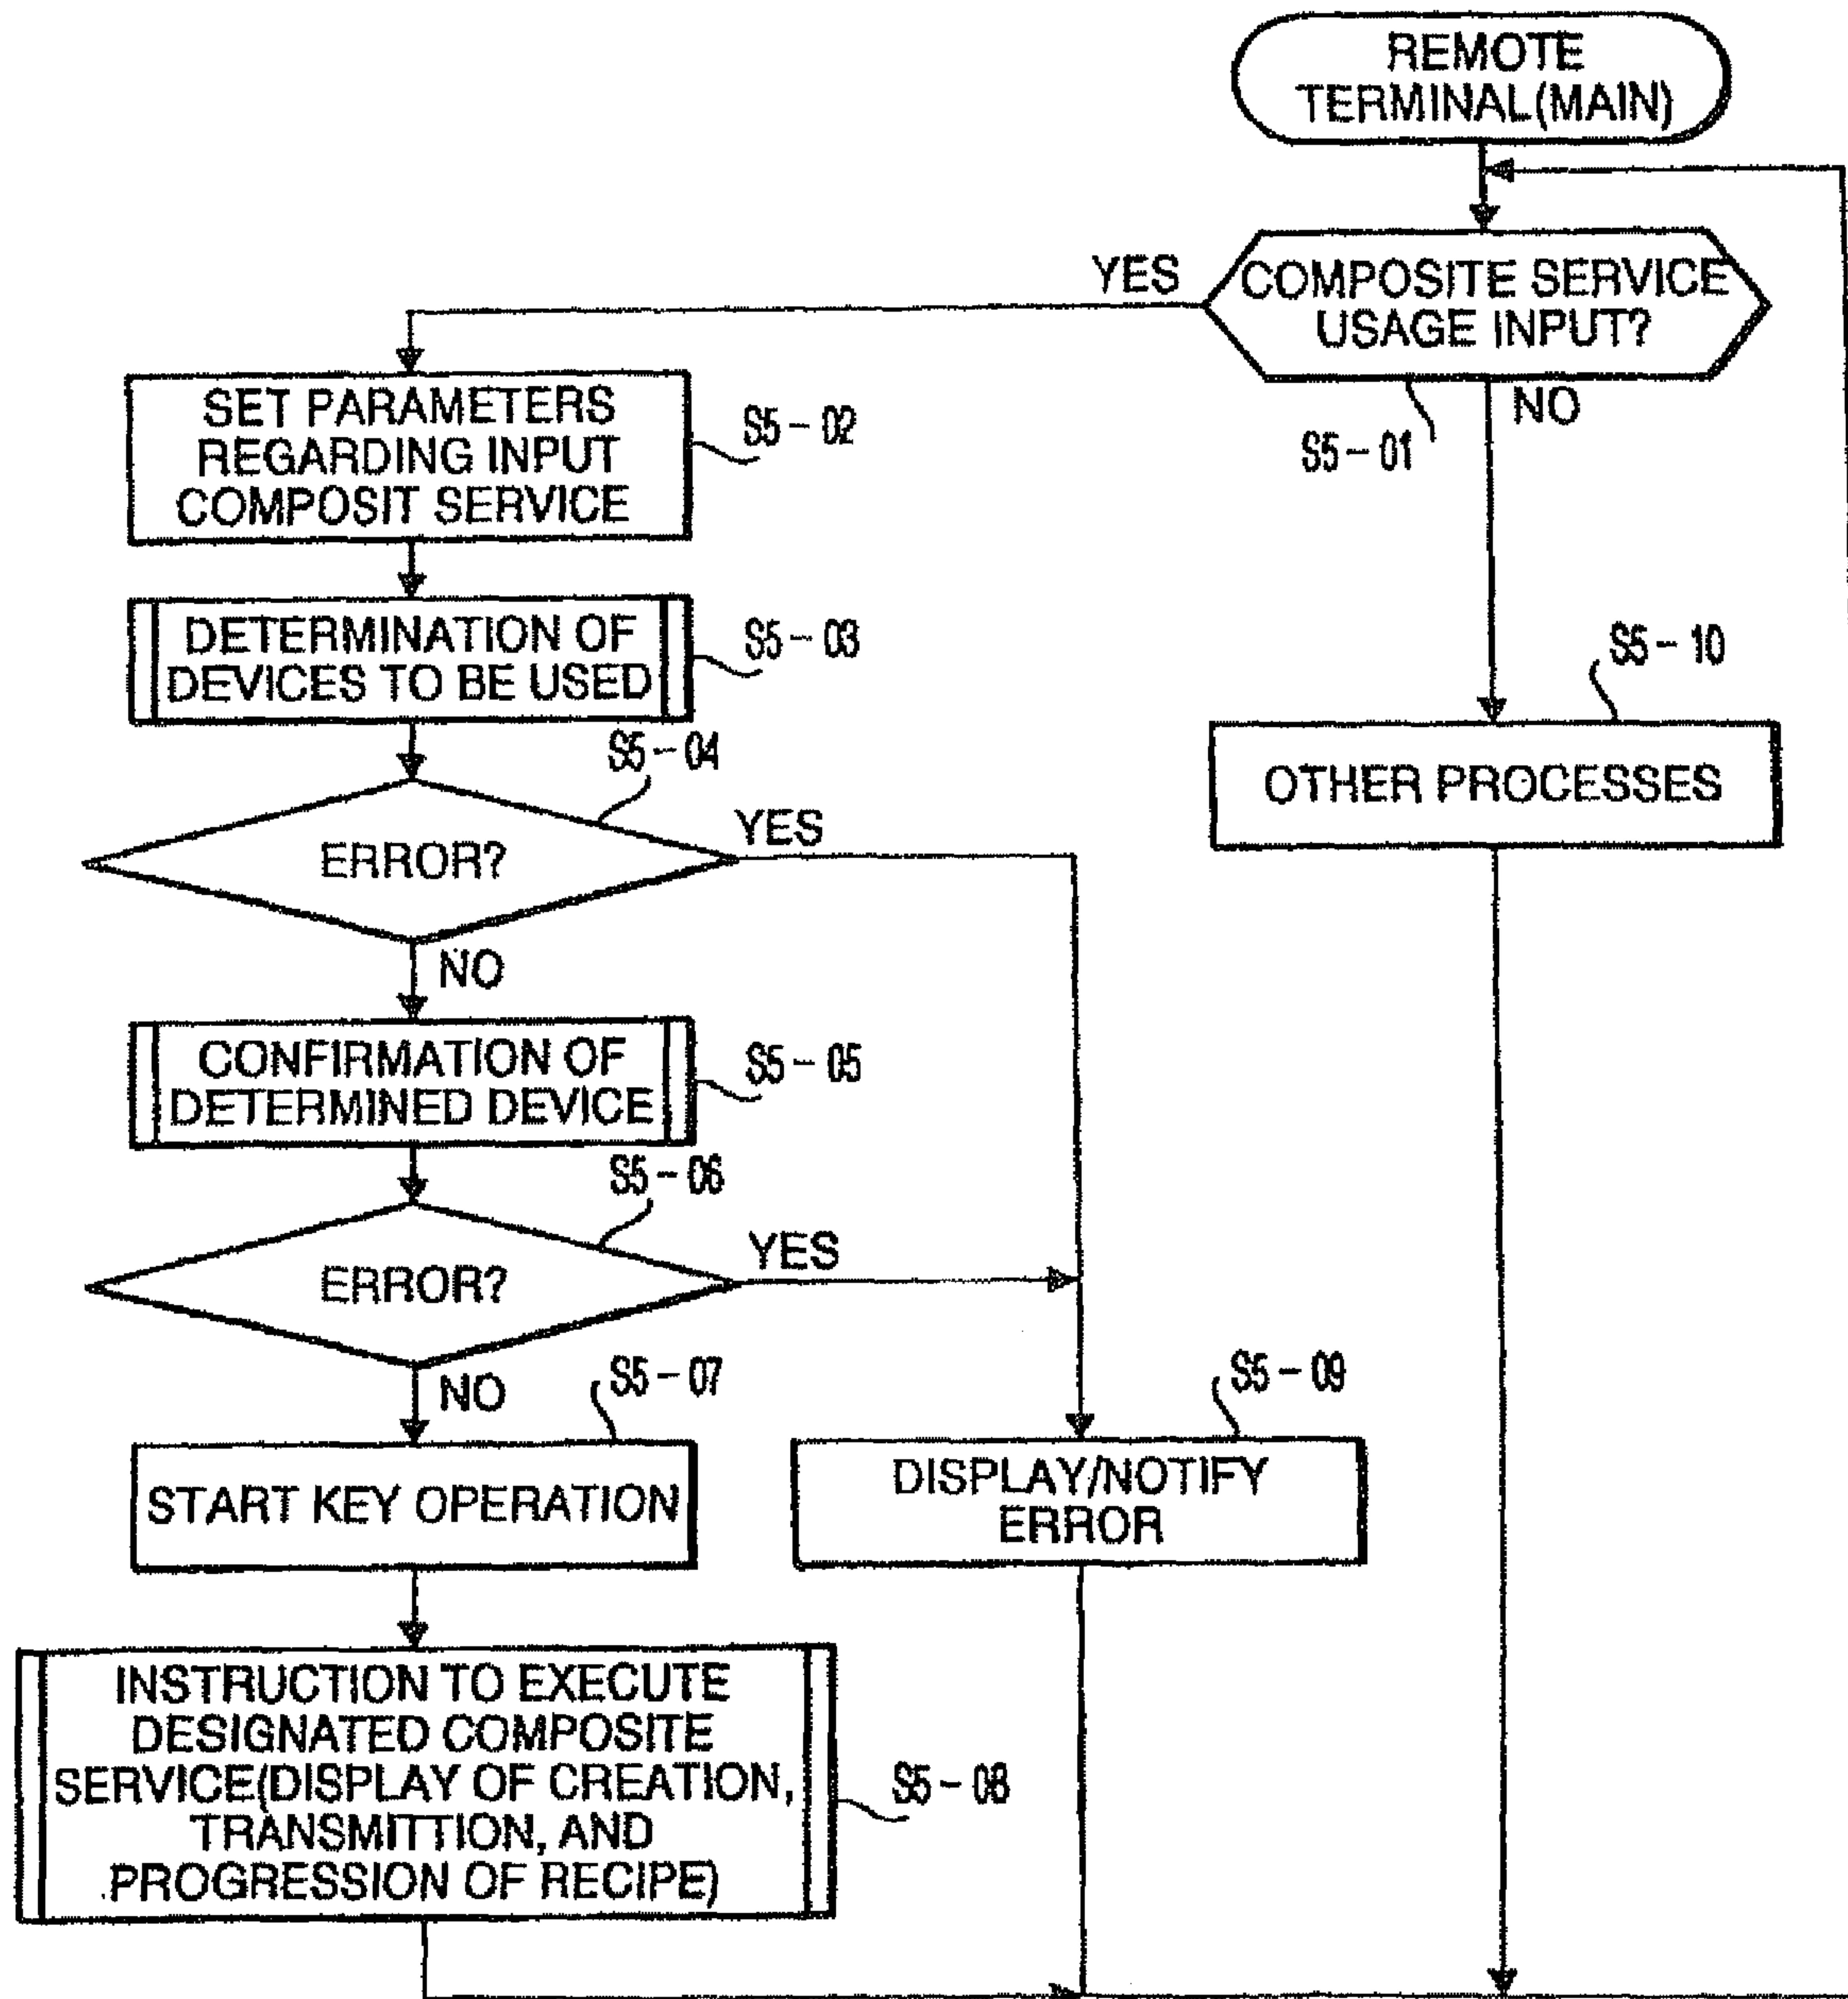 REMOTE
TERMINAL(MAIN)
COMPOSITE SERVICE
USAGE INPUT?
YES
NO
S5-01
SET PARAMETERS
REGARDING INPUT
COMPOSIT SERVICE
S5-02
DETERMINATION OF
DEVICES TO BE USED
S5-03
S5-10
OTHER PROCESSES
S5-04
ERROR?
YES
NO
CONFIRMATION OF
DETERMINED DEVICE
S5-05
S5-06
ERROR?
YES
NO
S5-07
START KEY OPERATION
S5-09
DISPLAY/NOTIFY
ERROR
INSTRUCTION TO EXECUTE
DESIGNATED COMPOSITE
SERVICE(DISPLAY OF CREATION,
TRANSMITTION, AND
PROGRESSION OF RECIPE)
S5-08